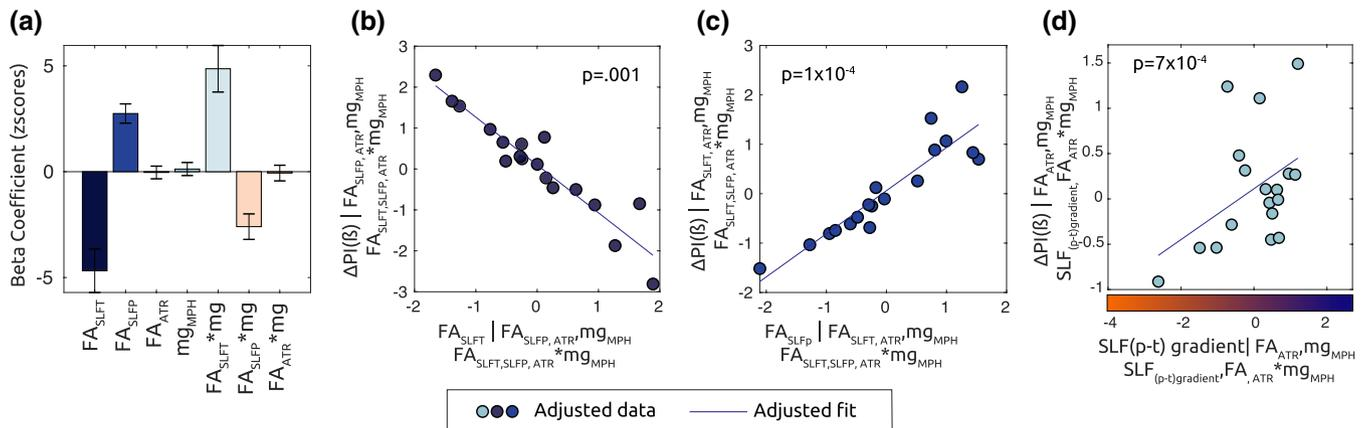 (a)
Beta Coefficient (zscores)
5
0
-5
FA_SLFT
FA_SLFP
FA_ATR
mg_MPH
FA_SLFT*mg
FA_SLFP*mg
FA_ATR*mg
(b)
p=.001
ΔPI(ß) | FA_SLFP, ATR,mg_MPH
FA_SLFT,SLFP, ATR*mg_MPH
3
2
1
0
-1
-2
-3
-2 -1 0 1 2
FA_SLFT | FA_SLFP, ATR,mg_MPH
FA_SLFT,SLFP, ATR*mg_MPH
(c)
p=1x10-4
ΔPI(ß) | FA_SLFT, ATR,mg_MPH
FA_SLFT,SLFP, ATR*mg_MPH
3
2
1
0
-1
-2
-2 -1 0 1 2
FA_SLFp | FA_SLFT, ATR,mg_MPH
FA_SLFT,SLFP, ATR*mg_MPH
(d)
p=7x10-4
ΔPI(ß) | FA_ATR,mg_MPH
SLF_(p-t)gradient,FA_ATR*mg_MPH
1.5
1
0.5
0
-0.5
-1
-4 -2 0 2
SLF(p-t) gradient| FA_ATR,mg_MPH
SLF_(p-t)gradient,FA_, ATR*mg_MPH
Adjusted data Adjusted fit